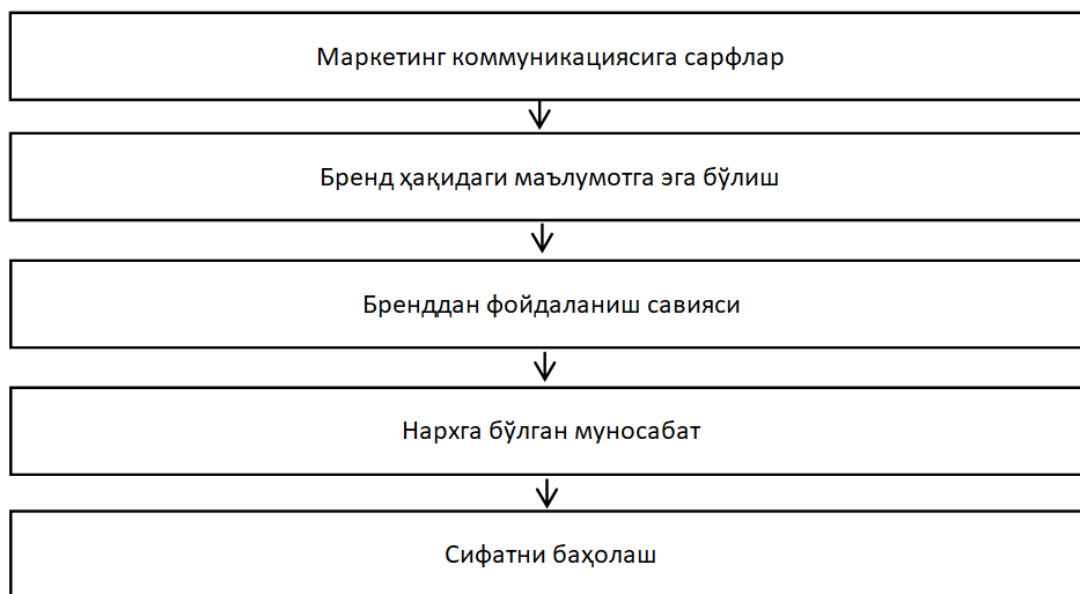 Маркетинг коммуникациясига сарфлар
Бренд ҳақидаги маълумотга эга бўлиш
Бренддан фойдаланиш савияси
Нархга бўлган муносабат
Сифатни баҳолаш